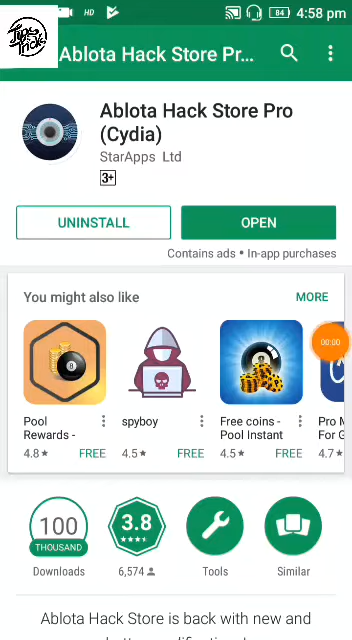 Tips Tricks
HD
84
4:58 pm
Ablota Hack Store Pr...
Ablota Hack Store Pro
(Cydia)
StarApps Ltd
3+
UNINSTALL
OPEN
Contains ads • In-app purchases
You might also like
MORE
00:00
8
Pool
Rewards -
4.8★
FREE
spyboy
4.5★
FREE
8
Free coins -
Pool Instant
4.5★
FREE
Pro M
For G
4.7★
100
THOUSAND
Downloads
3.8
6,574
Tools
Similar
Ablota Hack Store is back with new and